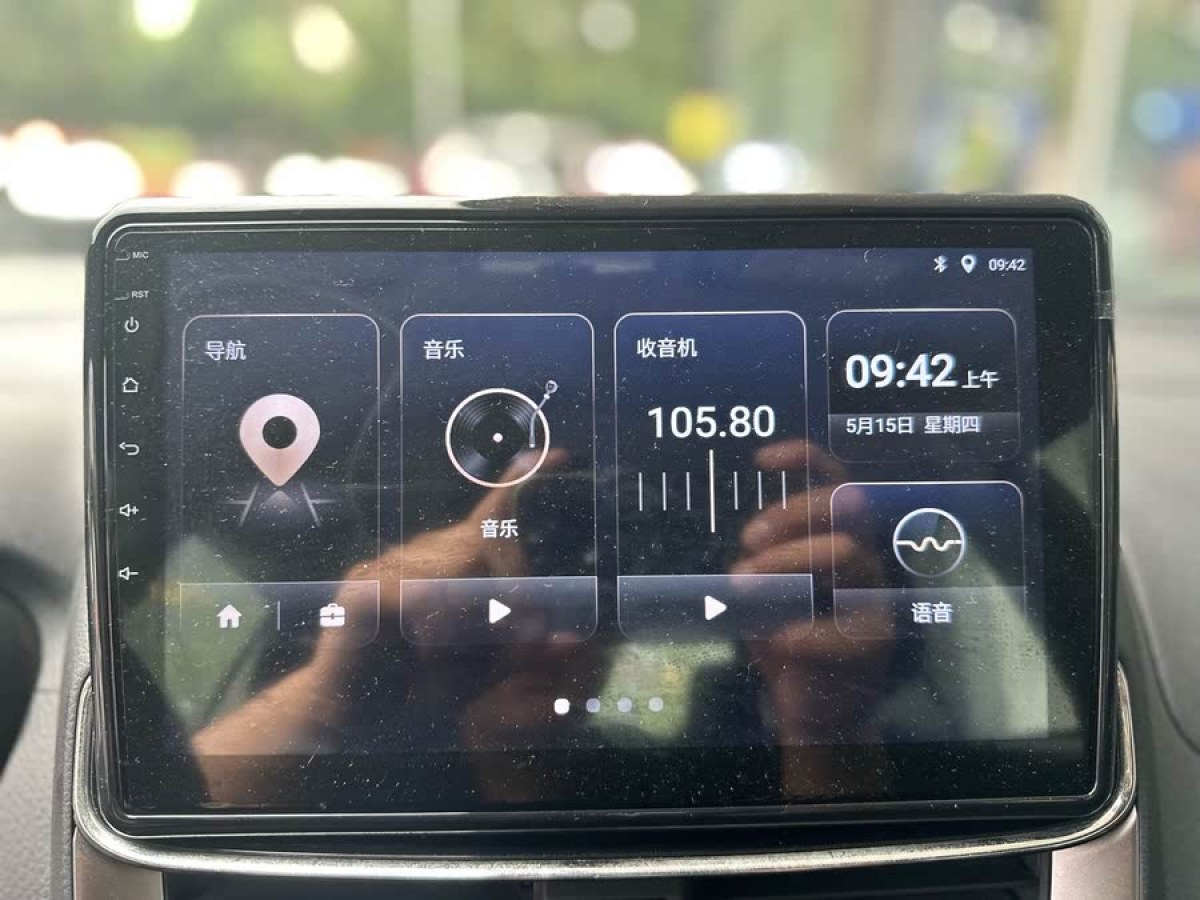 MIC
RST
09:42
导航
音乐
音乐
收音机
105.80
09:42 上午
5月15日 星期四
语音